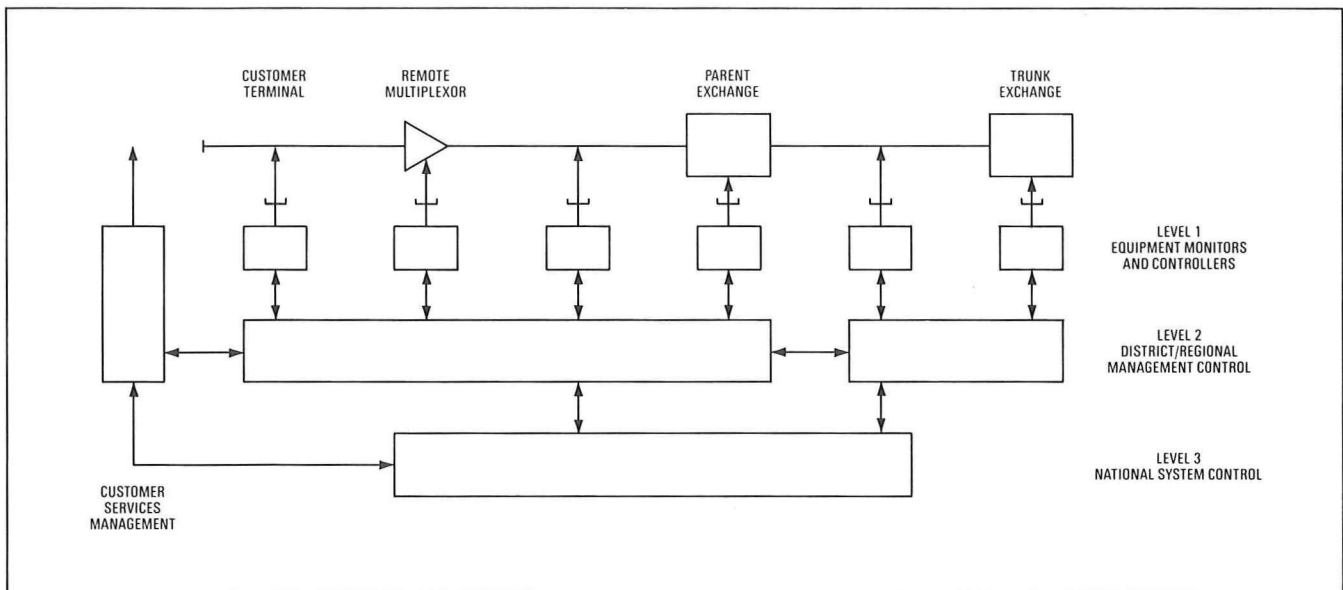 CUSTOMER
TERMINAL
REMOTE
MULTIPLEXOR
PARENT
EXCHANGE
TRUNK
EXCHANGE
LEVEL 1
EQUIPMENT MONITORS
AND CONTROLLERS
LEVEL 2
DISTRICT/REGIONAL
MANAGEMENT CONTROL
LEVEL 3
NATIONAL SYSTEM CONTROL
CUSTOMER
SERVICES
MANAGEMENT